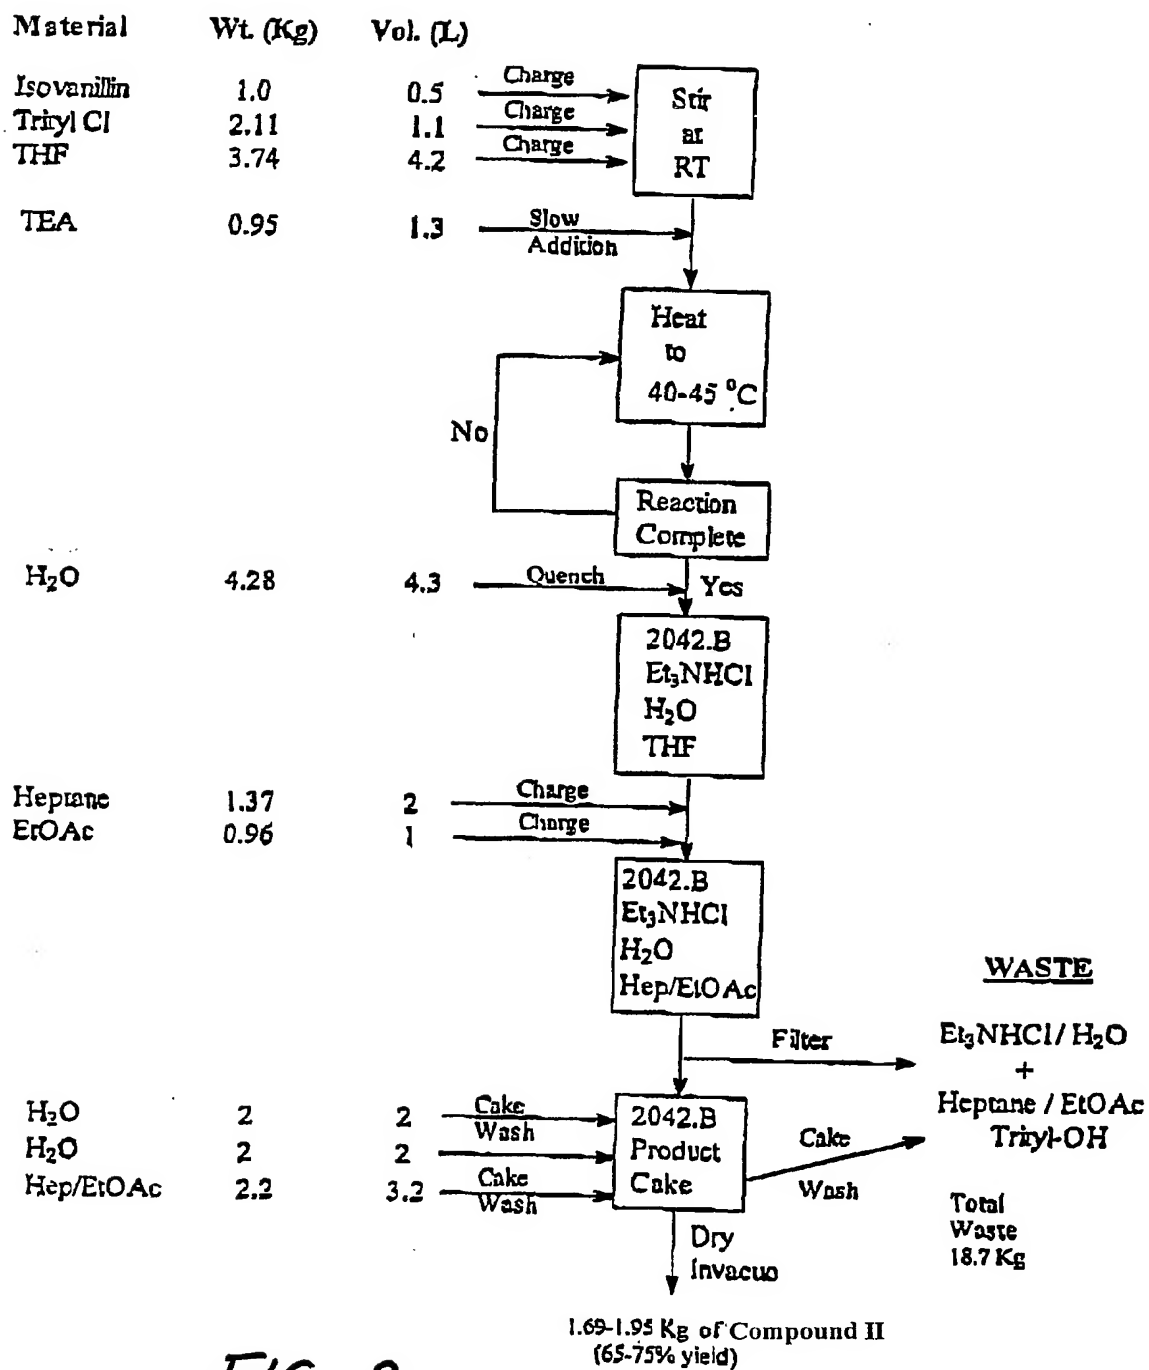 Material Wt. (Kg) Vol. (L)
Isovanillin 1.0 0.5 Charge
Trityl Cl 2.11 1.1 Charge
THF 3.74 4.2 Charge
Stir
at
RT
TEA 0.95 1.3 Slow
Addition
Heat
to
40-45 °C
No
Reaction
Complete
H₂O 4.28 4.3 Quench Yes
2042.B
Et₃NHCl
H₂O
THF
Heptane 1.37 2 Charge
EtOAc 0.96 1 Charge
2042.B
Et₃NHCl
H₂O
Hep/EtOAc
WASTE
Filter
Et₃NHCl / H₂O
+
Heptane / EtOAc
Trityl-OH
H₂O 2 2 Cake
Wash
H₂O 2 2
Hep/EtOAc 2.2 3.2 Cake
Wash
2042.B
Product
Cake
Cake
Wash
Total
Waste
18.7 Kg
Dry
Invacuo
1.69-1.95 Kg of Compound II
(65-75% yield)